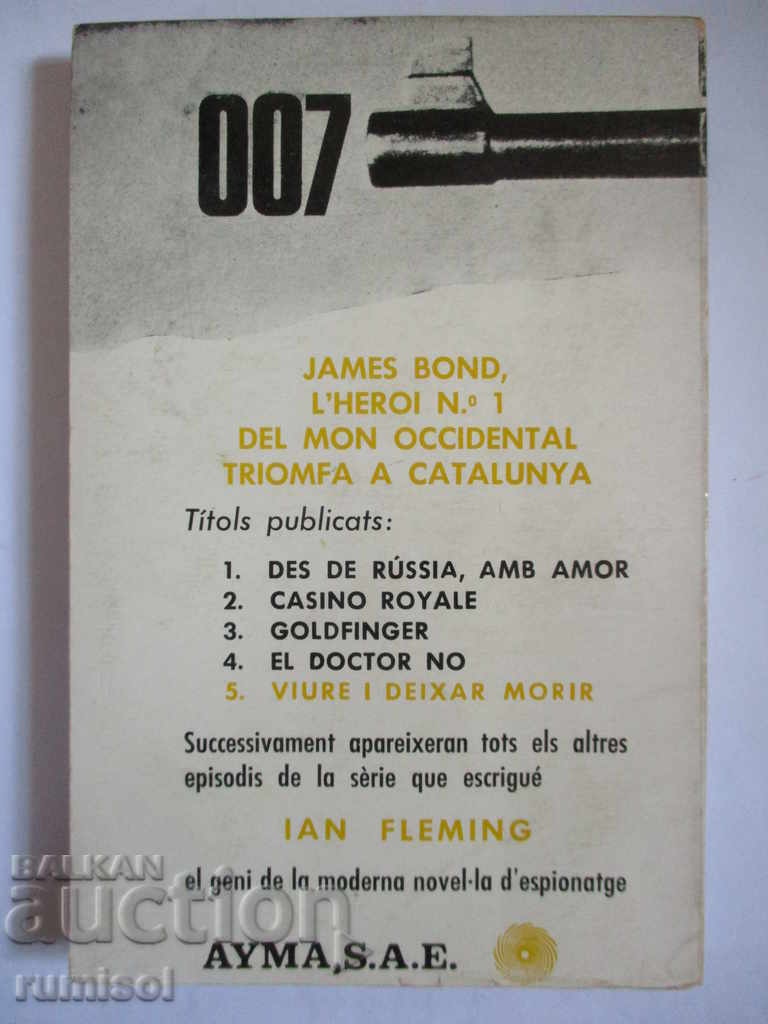 007
JAMES BOND,
L'HEROI N.º 1
DEL MON OCCIDENTAL
TRIOMFA A CATALUNYA
Títols publicats:
1. DES DE RÚSSIA, AMB AMOR
2. CASINO ROYALE
3. GOLDFINGER
4. EL DOCTOR NO
5. VIURE I DEIXAR MORIR
Successivament apareixeran tots els altres
episodis de la sèrie que escrigué
IAN FLEMING
el geni de la moderna novel·la d'espionatge
AYMA, S.A.E.
BALKAN
auction
rumisol